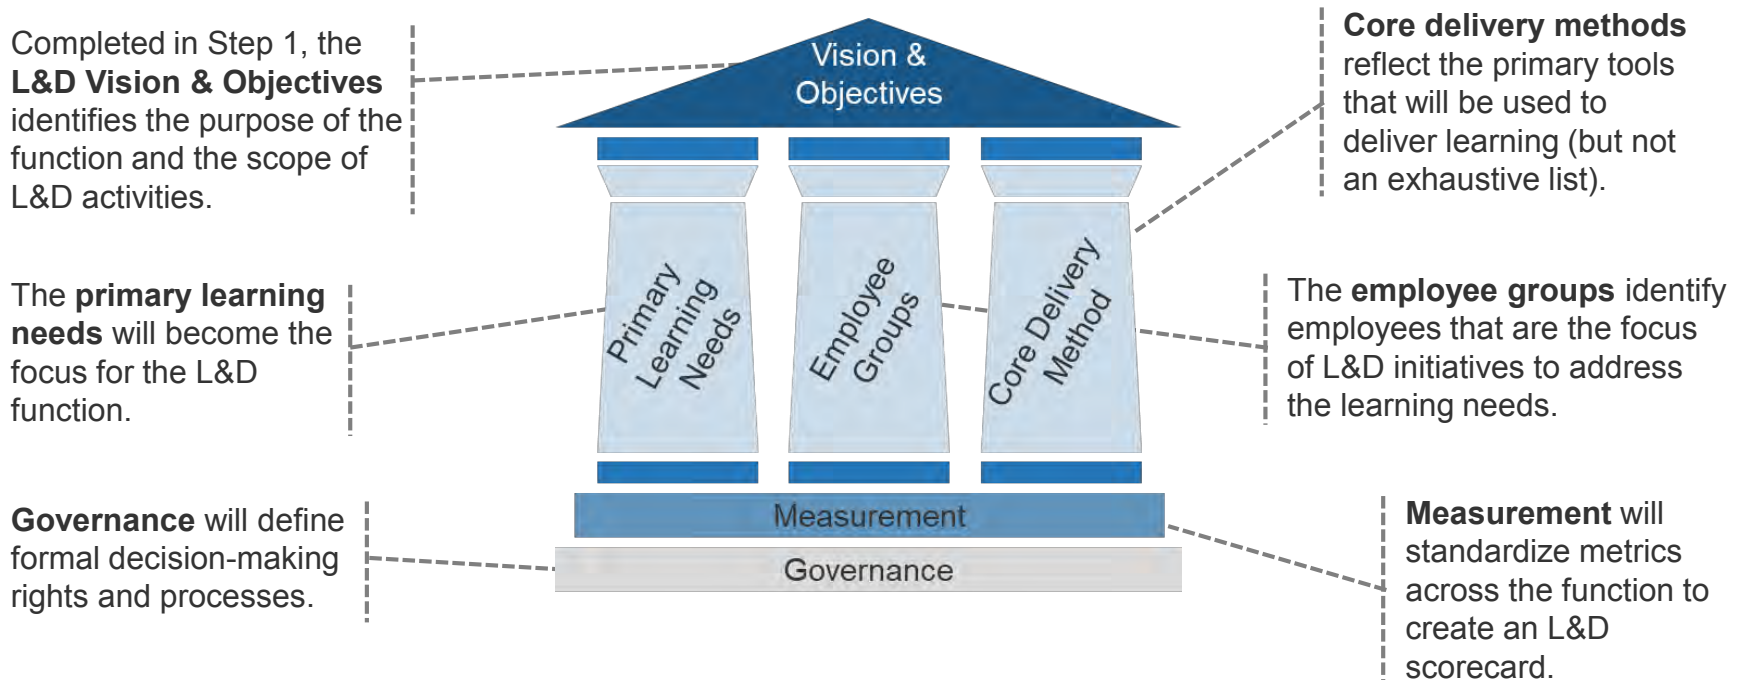 Completed in Step 1, the
L&D Vision & Objectives
identifies the purpose of the
function and the scope of
L&D activities.
Vision &
Objectives
Core delivery methods
reflect the primary tools
that will be used to
deliver learning (but not
an exhaustive list).
The primary learning
needs will become the
focus for the L&D
function.
Primary
Learning
Needs
Employee
Groups
Core Delivery
Method
The employee groups identify
employees that are the focus
of L&D initiatives to address
the learning needs.
Governance will define
formal decision-making
rights and processes.
Measurement
Governance
Measurement will
standardize metrics
across the function to
create an L&D
scorecard.